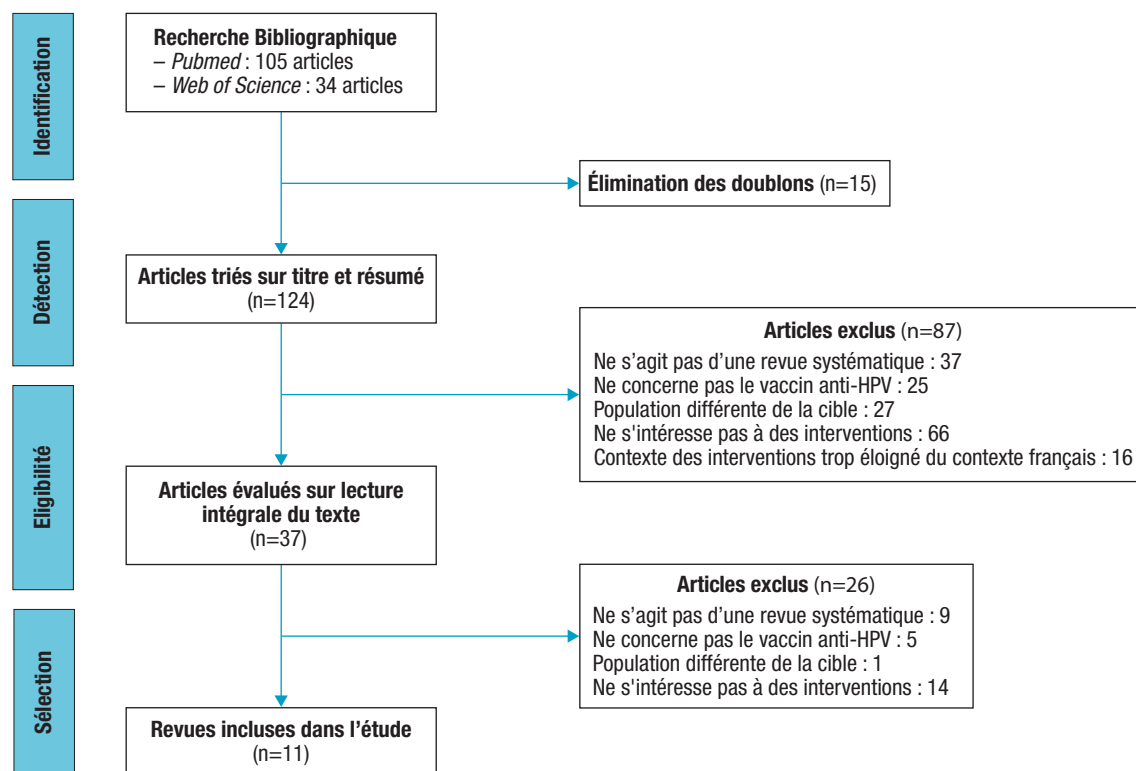 Identification
Recherche Bibliographique
– Pubmed : 105 articles
– Web of Science : 34 articles
Élimination des doublons (n=15)
Détection
Articles triés sur titre et résumé
(n=124)
Articles exclus (n=87)
Ne s’agit pas d’une revue systématique : 37
Ne concerne pas le vaccin anti-HPV : 25
Population différente de la cible : 27
Ne s'intéresse pas à des interventions : 66
Contexte des interventions trop éloigné du contexte français : 16
Eligibilité
Articles évalués sur lecture
intégrale du texte
(n=37)
Articles exclus (n=26)
Ne s’agit pas d’une revue systématique : 9
Ne concerne pas le vaccin anti-HPV : 5
Population différente de la cible : 1
Ne s'intéresse pas à des interventions : 14
Sélection
Revues incluses dans l’étude
(n=11)